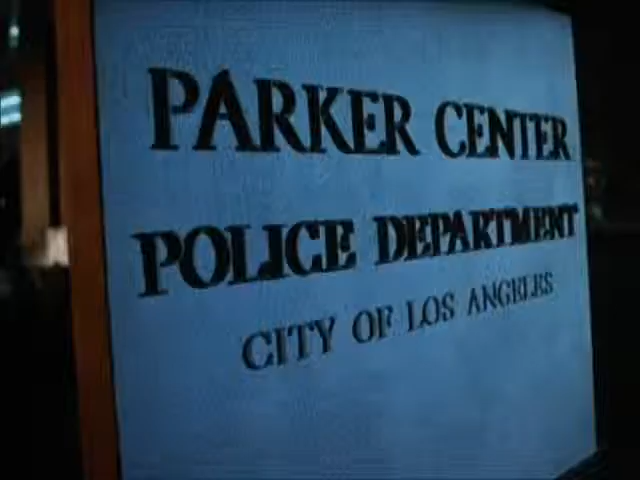 PARKER CENTER
POLICE DEPARTMENT
CITY OF LOS ANGELES